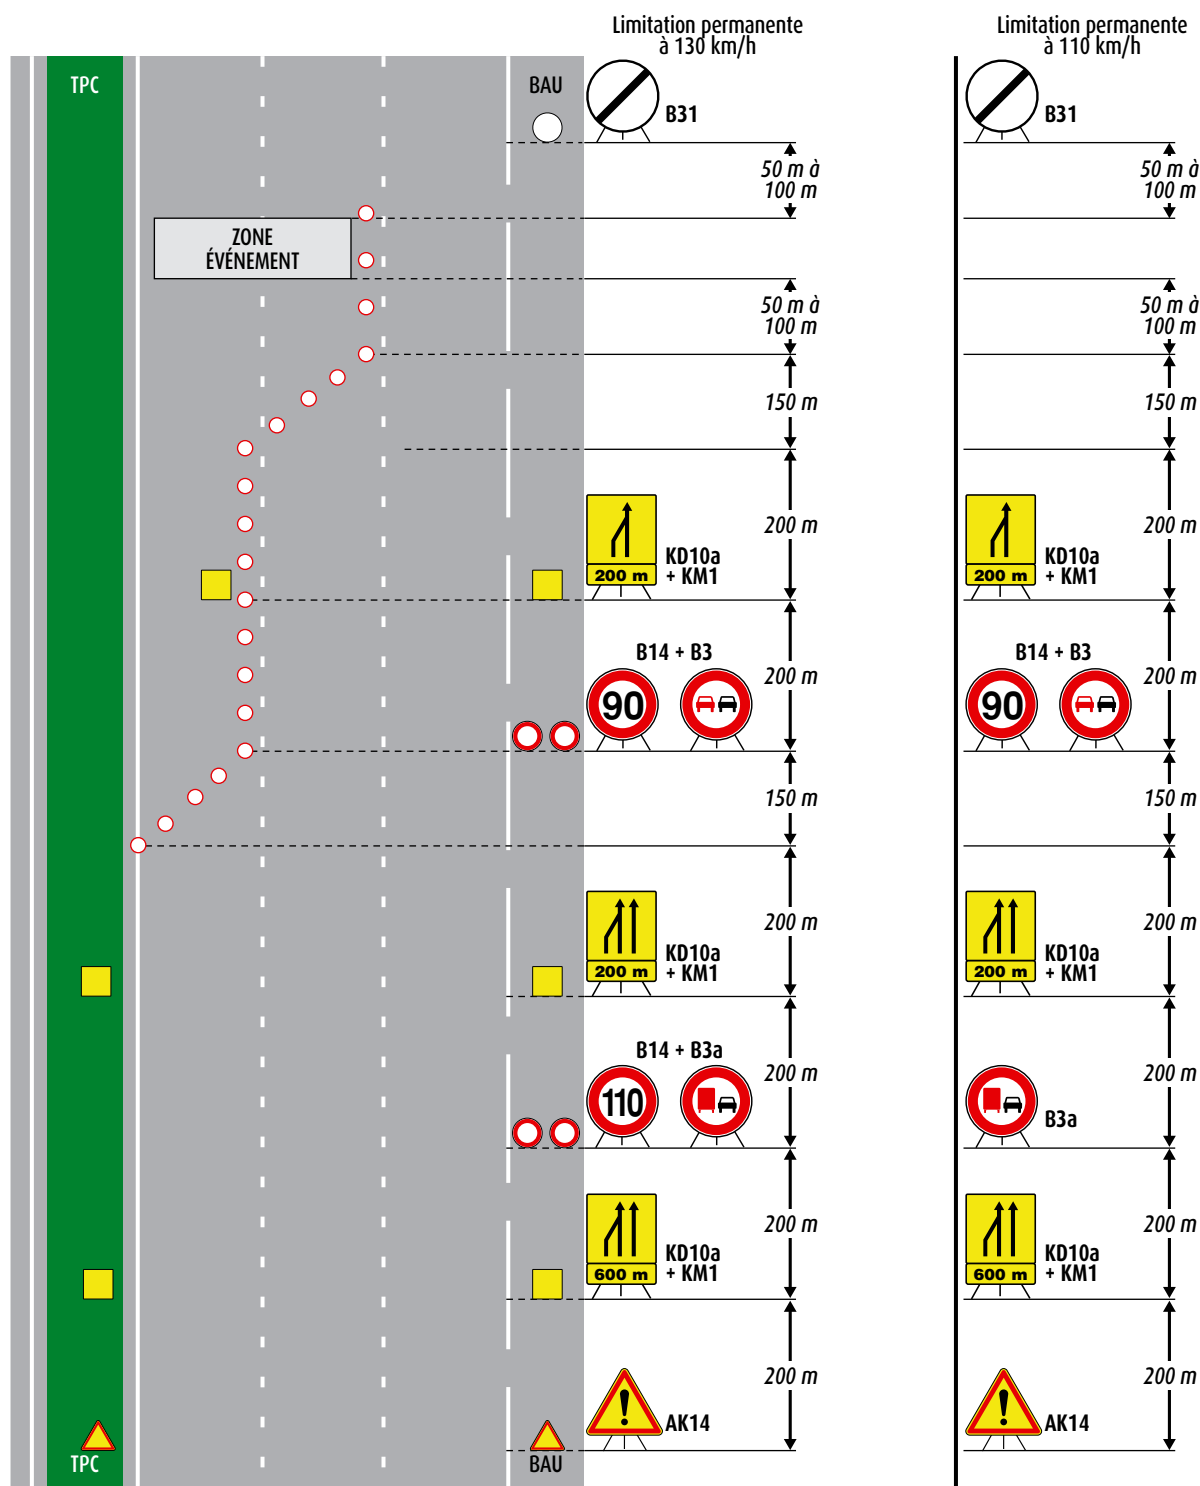 Limitation permanente
à 130 km/h
Limitation permanente
à 110 km/h
TPC
BAU
B31
B31
50 m à
100 m
50 m à
100 m
ZONE
ÉVÉNEMENT
50 m à
100 m
50 m à
100 m
150 m
150 m
200 m
KD10a
+ KM1
200 m
200 m
KD10a
+ KM1
200 m
B14 + B3
90
200 m
B14 + B3
90
200 m
150 m
150 m
200 m
KD10a
+ KM1
200 m
200 m
KD10a
+ KM1
200 m
B14 + B3a
110
200 m
B3a
200 m
600 m
KD10a
+ KM1
200 m
600 m
KD10a
+ KM1
200 m
!
AK14
200 m
!
AK14
200 m
TPC
BAU